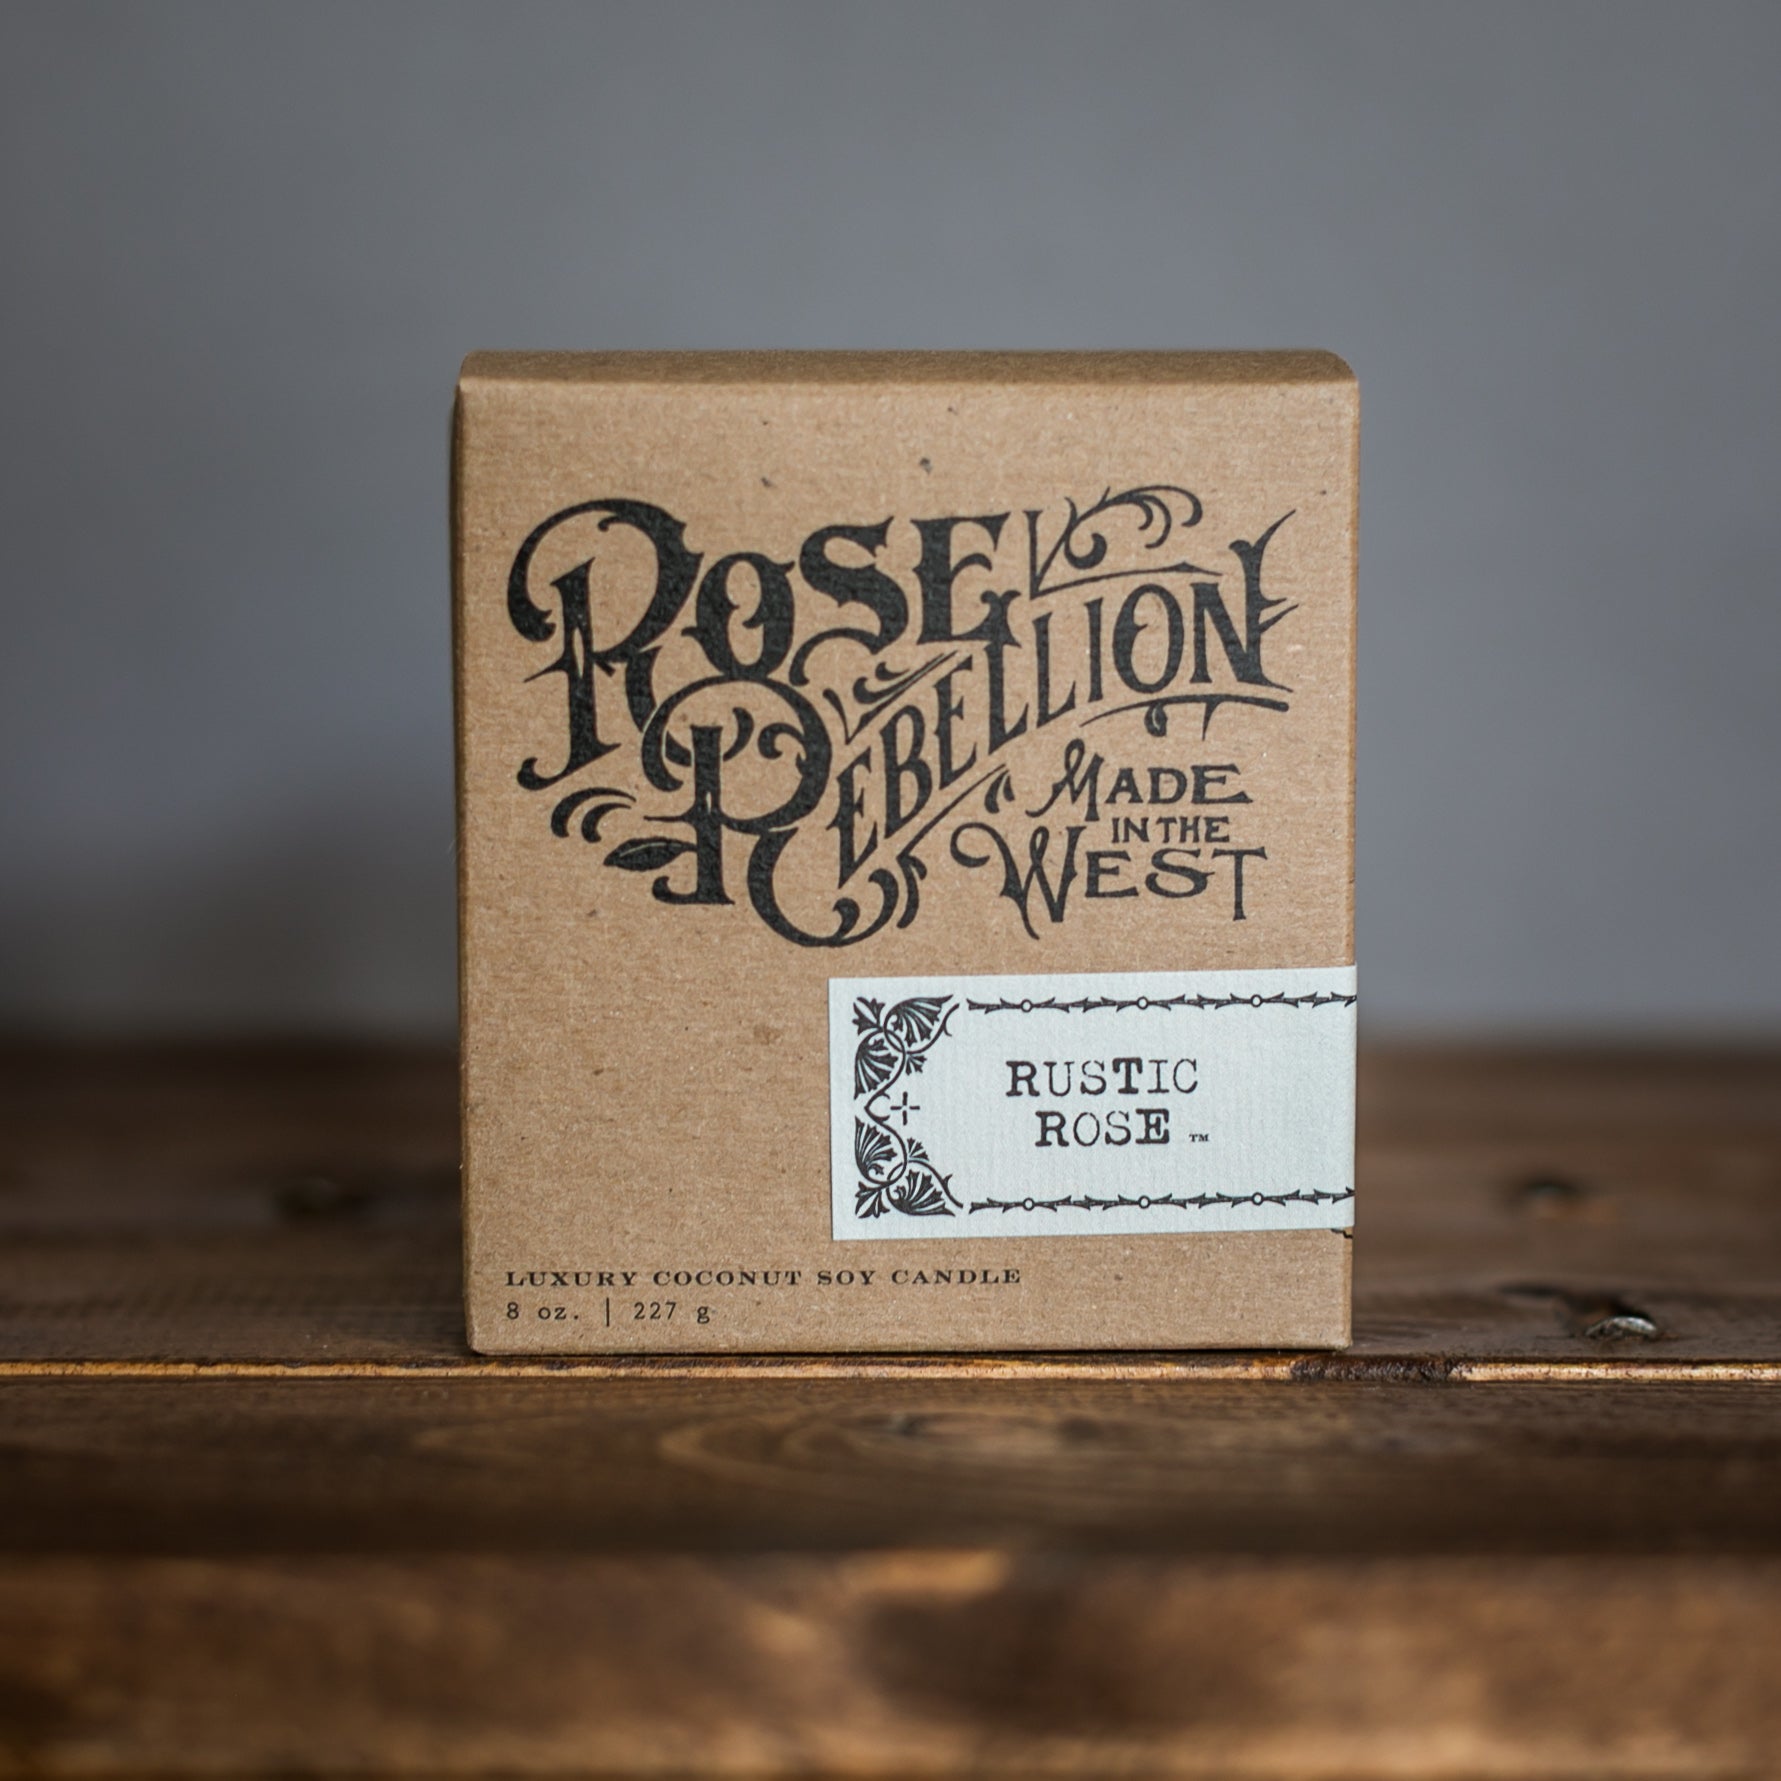 ROSE
REBELLION
MADE
IN THE
WEST
RUSTIC
ROSE ™
LUXURY COCONUT SOY CANDLE
8 oz. | 227 g